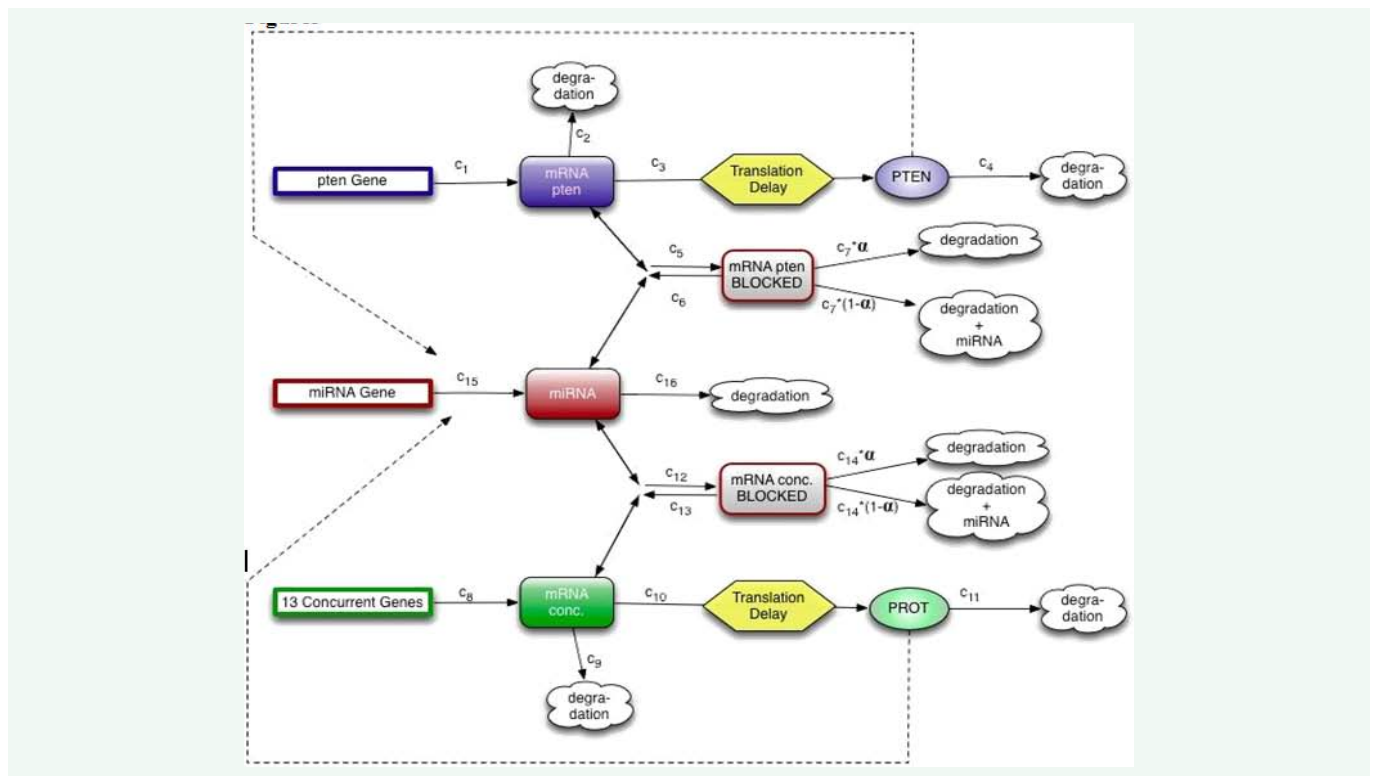 degra-
dation
c2
pten Gene
c1
mRNA
pten
c3
Translation
Delay
PTEN
c4
degra-
dation
c5
c6
mRNA pten
BLOCKED
c7*α
degradation
c7*(1-α)
degradation
+
miRNA
miRNA Gene
c15
miRNA
c16
degradation
c12
c13
mRNA conc.
BLOCKED
c14*α
degradation
c14*(1-α)
degradation
+
miRNA
13 Concurrent Genes
c8
mRNA
conc.
c10
Translation
Delay
PROT
c11
degra-
dation
c9
degra-
dation